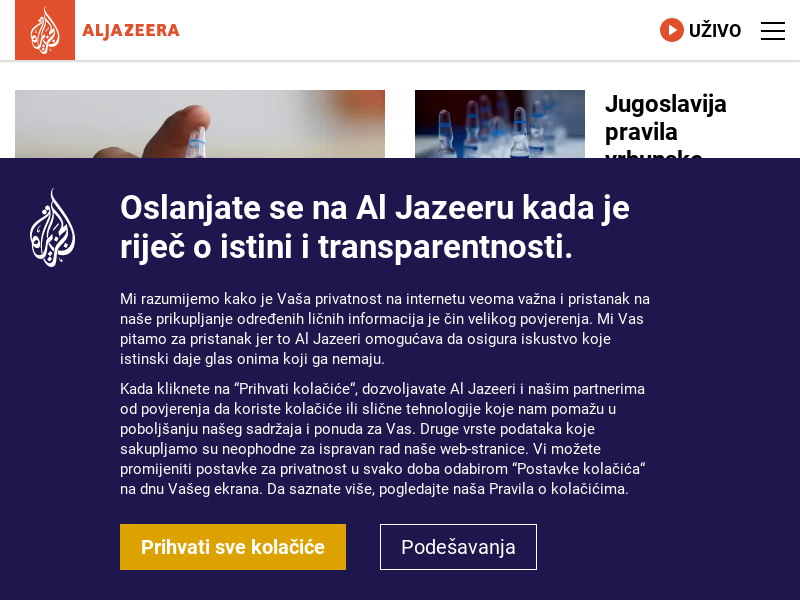 ALJAZEERA
UŽIVO
Jugoslavija
pravila
Oslanjate se na Al Jazeeru kada je
riječ o istini i transparentnosti.
Mi razumijemo kako je Vaša privatnost na internetu veoma važna i pristanak na
naše prikupljanje određenih ličnih informacija je čin velikog povjerenja. Mi Vas
pitamo za pristanak jer to Al Jazeeri omogućava da osigura iskustvo koje
istinski daje glas onima koji ga nemaju.
Kada kliknete na “Prihvati kolačiće“, dozvoljavate Al Jazeeri i našim partnerima
od povjerenja da koriste kolačiće ili slične tehnologije koje nam pomažu u
poboljšanju našeg sadržaja i ponuda za Vas. Druge vrste podataka koje
sakupljamo su neophodne za ispravan rad naše web-stranice. Vi možete
promijeniti postavke za privatnost u svako doba odabirom “Postavke kolačića“
na dnu Vašeg ekrana. Da saznate više, pogledajte naša Pravila o kolačićima.
Prihvati sve kolačiće
Podešavanja